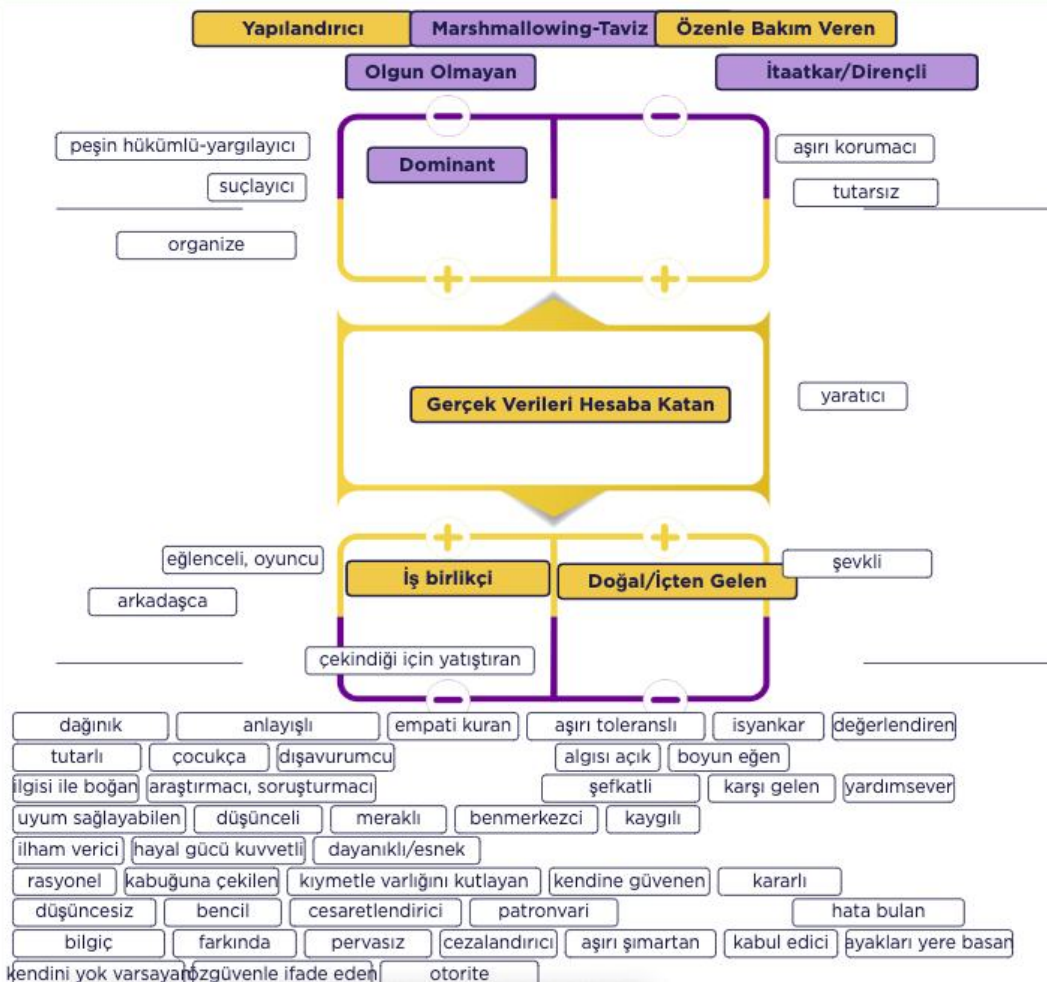 Yapılandırıcı Marshmallowing-Taviz Özenle Bakım Veren
Olgun Olmayan İtaatkar/Dirençli
peşin hükümlü-yargılayıcı
suçlayıcı
organize
Dominant
aşırı korumacı
tutarsız
Gerçek Verileri Hesaba Katan
yaratıcı
eğlenceli, oyuncu
arkadaşca
İş birlikçi
Doğal/İçten Gelen
şevkli
çekindiği için yatıştıran
dağınık anlayışlı empati kuran aşırı toleranslı isyankar değerlendiren
tutarlı çocukça dışavurumcu algısı açık boyun eğen
ilgisi ile boğan araştırmacı, soruşturmacı şefkatli karşı gelen yardımsever
uyum sağlayabilen düşünceli meraklı benmerkezci kaygılı
ilham verici hayal gücü kuvvetli dayanıklı/esnek
rasyonel kabuğuna çekilen kıymetle varlığını kutlayan kendine güvenen kararlı
düşüncesiz bencil cesaretlendirici patronvari hata bulan
bilgiç farkında pervasız cezalandırıcı aşırı şımartan kabul edici ayakları yere basan
kendini yok varsayan özgüvenle ifade eden otorite